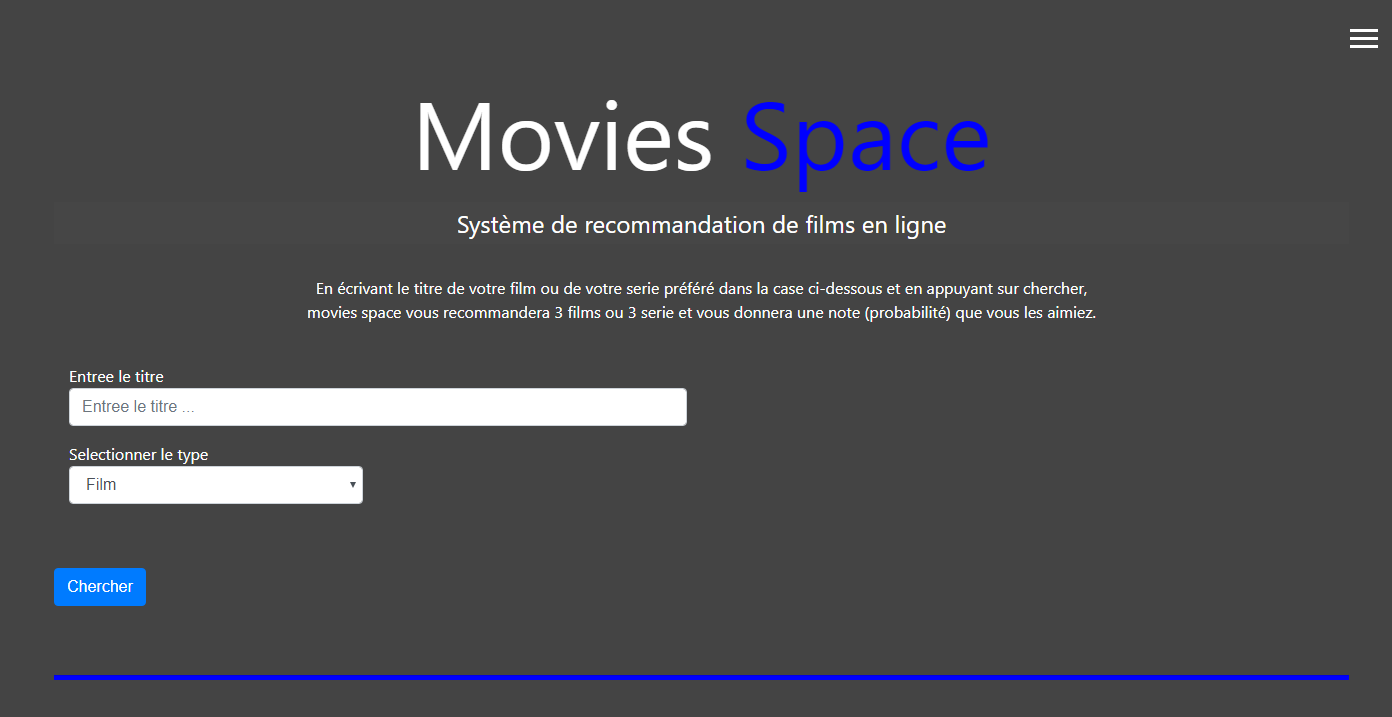 Movies Space
Système de recommandation de films en ligne
En écrivant le titre de votre film ou de votre serie préféré dans la case ci-dessous et en appuyant sur chercher,
movies space vous recommandera 3 films ou 3 serie et vous donnera une note (probabilité) que vous les aimiez.
Entree le titre
Entree le titre ...
Selectionner le type
Film
Chercher